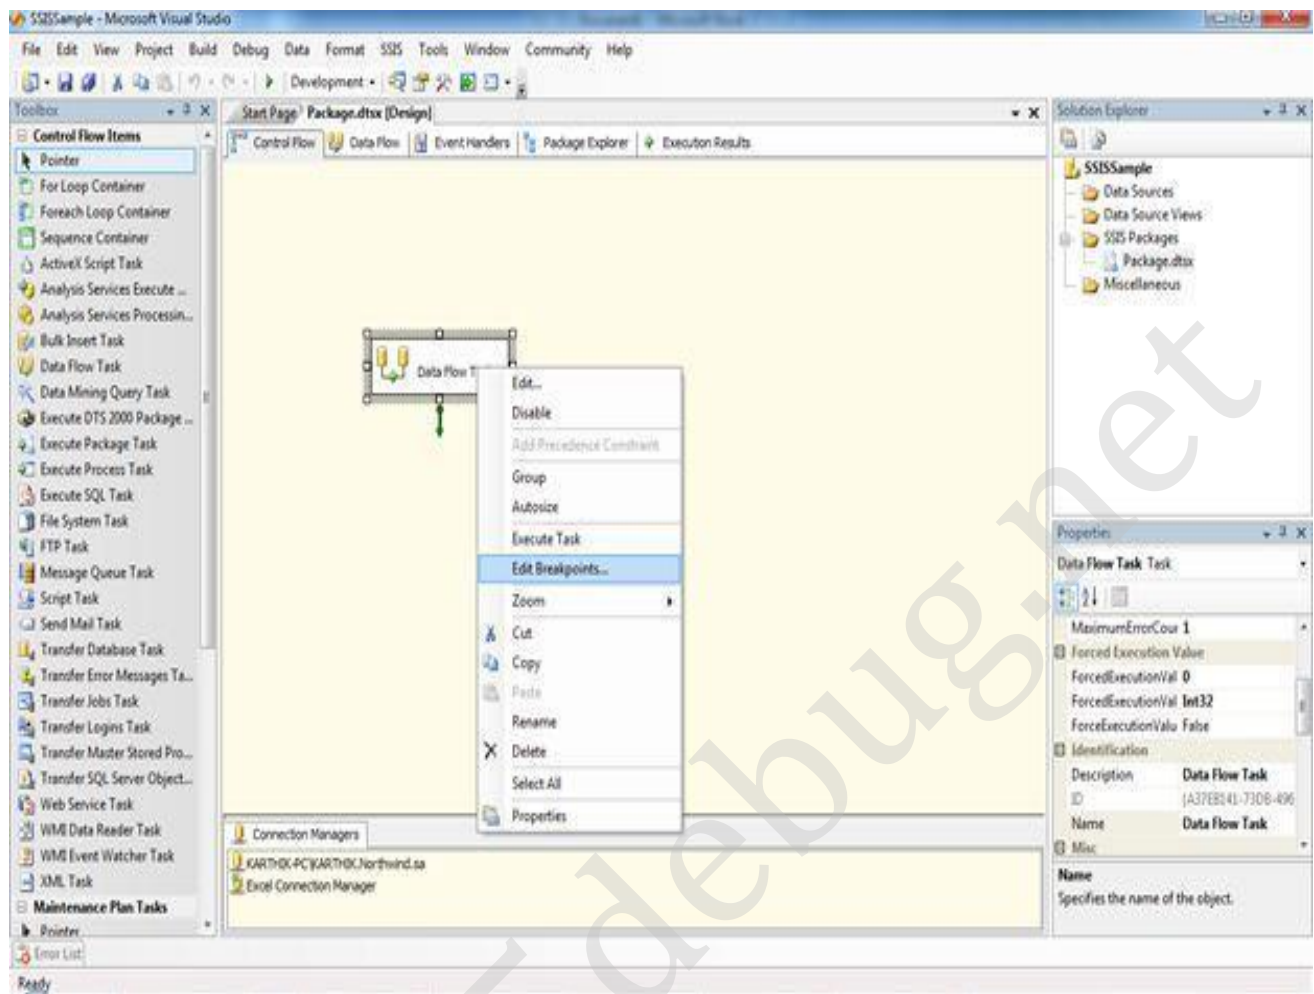 SSISSample - Microsoft Visual Studio
File Edit View Project Build Debug Data Format SSIS Tools Window Community Help
Development
Toolbox
Control Flow Items
Pointer
For Loop Container
Foreach Loop Container
Sequence Container
ActiveX Script Task
Analysis Services Execute ...
Analysis Services Processin...
Bulk Insert Task
Data Flow Task
Data Mining Query Task
Execute DTS 2000 Package ...
Execute Package Task
Execute Process Task
Execute SQL Task
File System Task
FTP Task
Message Queue Task
Script Task
Send Mail Task
Transfer Database Task
Transfer Error Messages Ta...
Transfer Jobs Task
Transfer Logins Task
Transfer Master Stored Pro...
Transfer SQL Server Object...
Web Service Task
WMI Data Reader Task
WMI Event Watcher Task
XML Task
Maintenance Plan Tasks
Pointer
Start Page Package.dtsx [Design]
Control Flow Data Flow Event Handlers Package Explorer Execution Results
Data Flow T
Edit...
Disable
Add Precedence Constraint
Group
Autosize
Execute Task
Edit Breakpoints...
Zoom
Cut
Copy
Paste
Rename
Delete
Select All
Properties
Connection Managers
KARTHIK-PC\KARTHIK.Northwind.sa
Excel Connection Manager
Solution Explorer
SSISSample
Data Sources
Data Source Views
SSIS Packages
Package.dtsx
Miscellaneous
Properties
Data Flow Task Task
MaximumErrorCour 1
Forced Execution Value
ForcedExecutionVal 0
ForcedExecutionVal Int32
ForceExecutionValu False
Identification
Description Data Flow Task
ID {A37EB141-73DB-496
Name Data Flow Task
Misc
Name
Specifies the name of the object.
Error List
Ready
debug.net